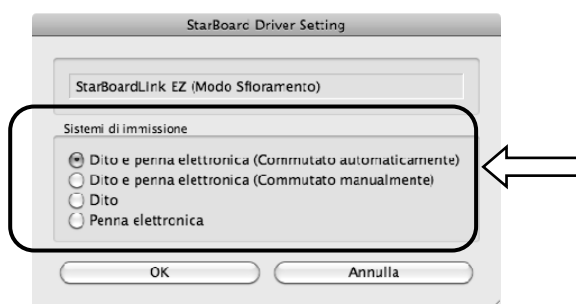 StarBoard Driver Setting
StarBoardLink EZ (Modo Sfioramento)
Sistemi di immissione
Dito e penna elettronica (Commutato automaticamente)
Dito e penna elettronica (Commutato manualmente)
Dito
Penna elettronica
OK
Annulla